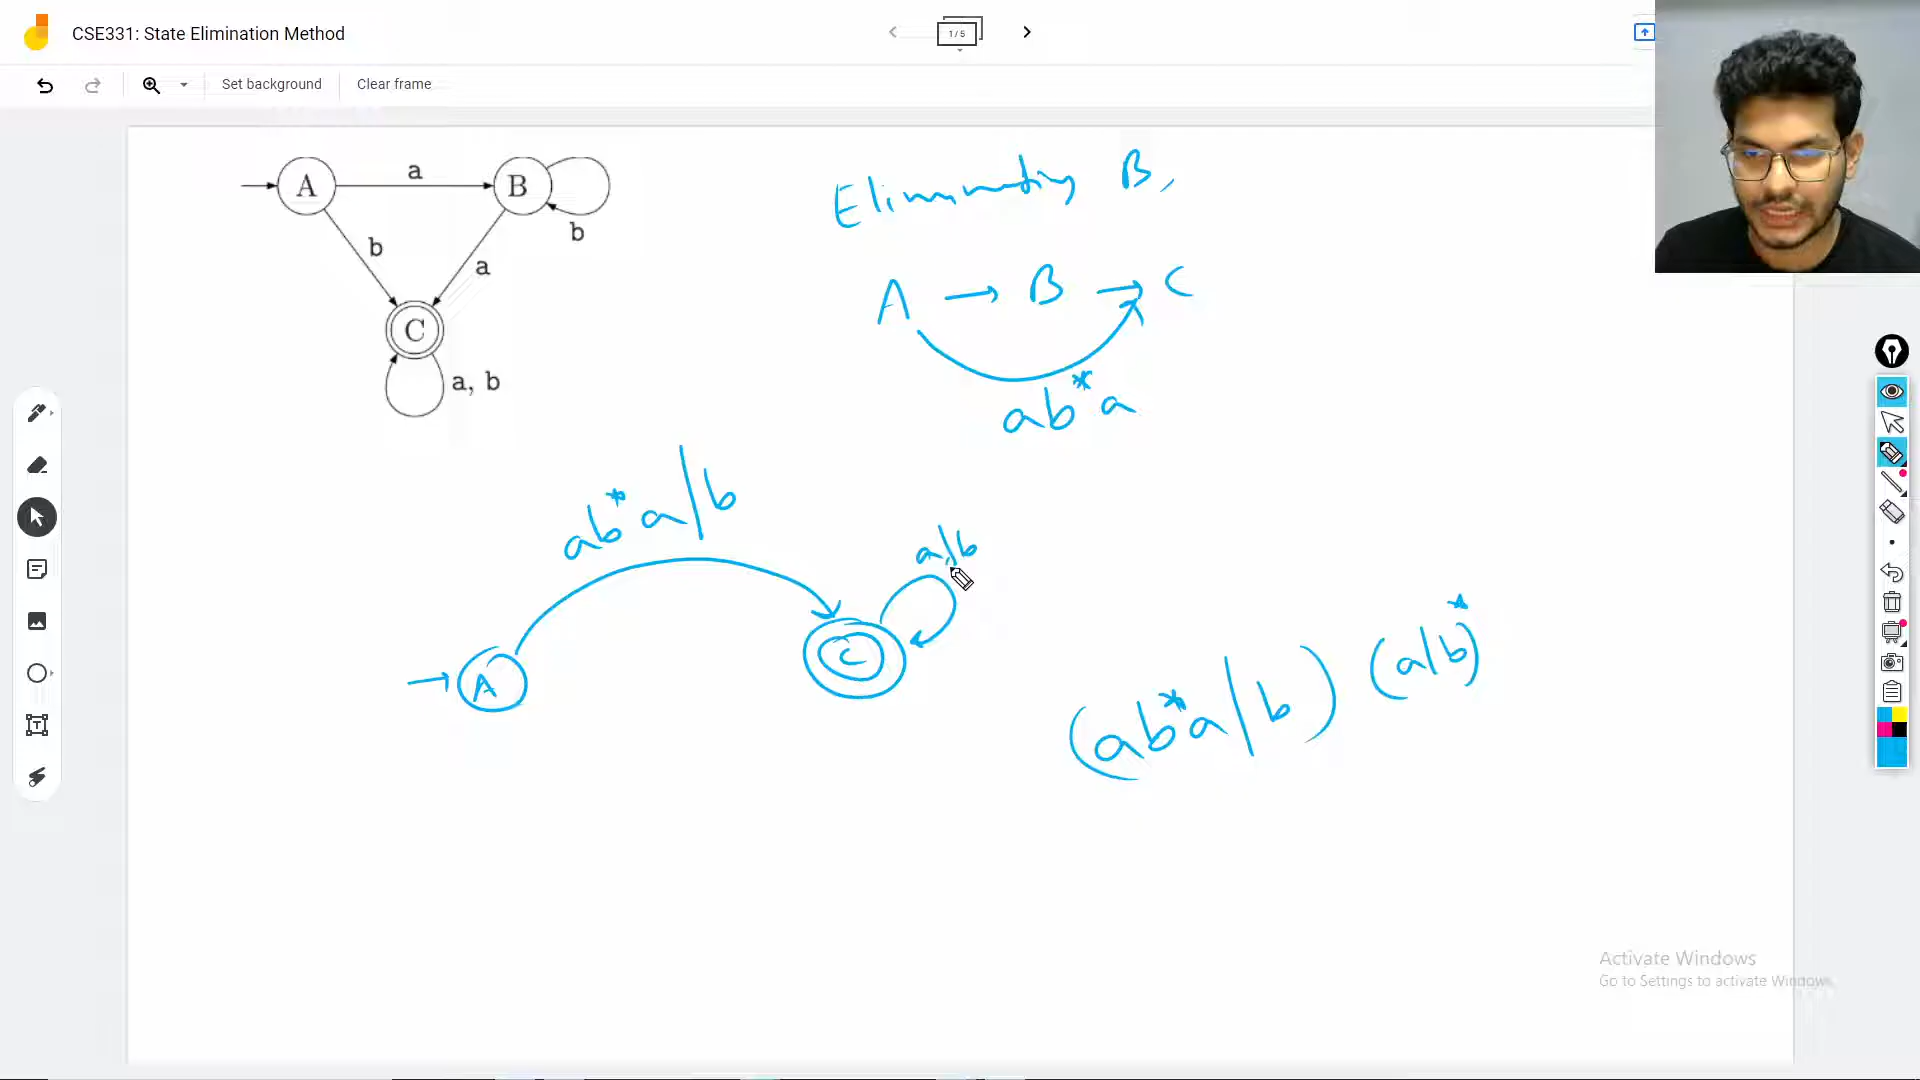 CSE331: State Elimination Method
1/5
Set background
Clear frame
A
a
B
b
b
a
C
a, b
Eliminating B,
A → B → C
ab*a
ab*a/b
a/b
→ A
C
(ab*a/b) (a/b)*
Activate Windows
Go to Settings to activate Windows.